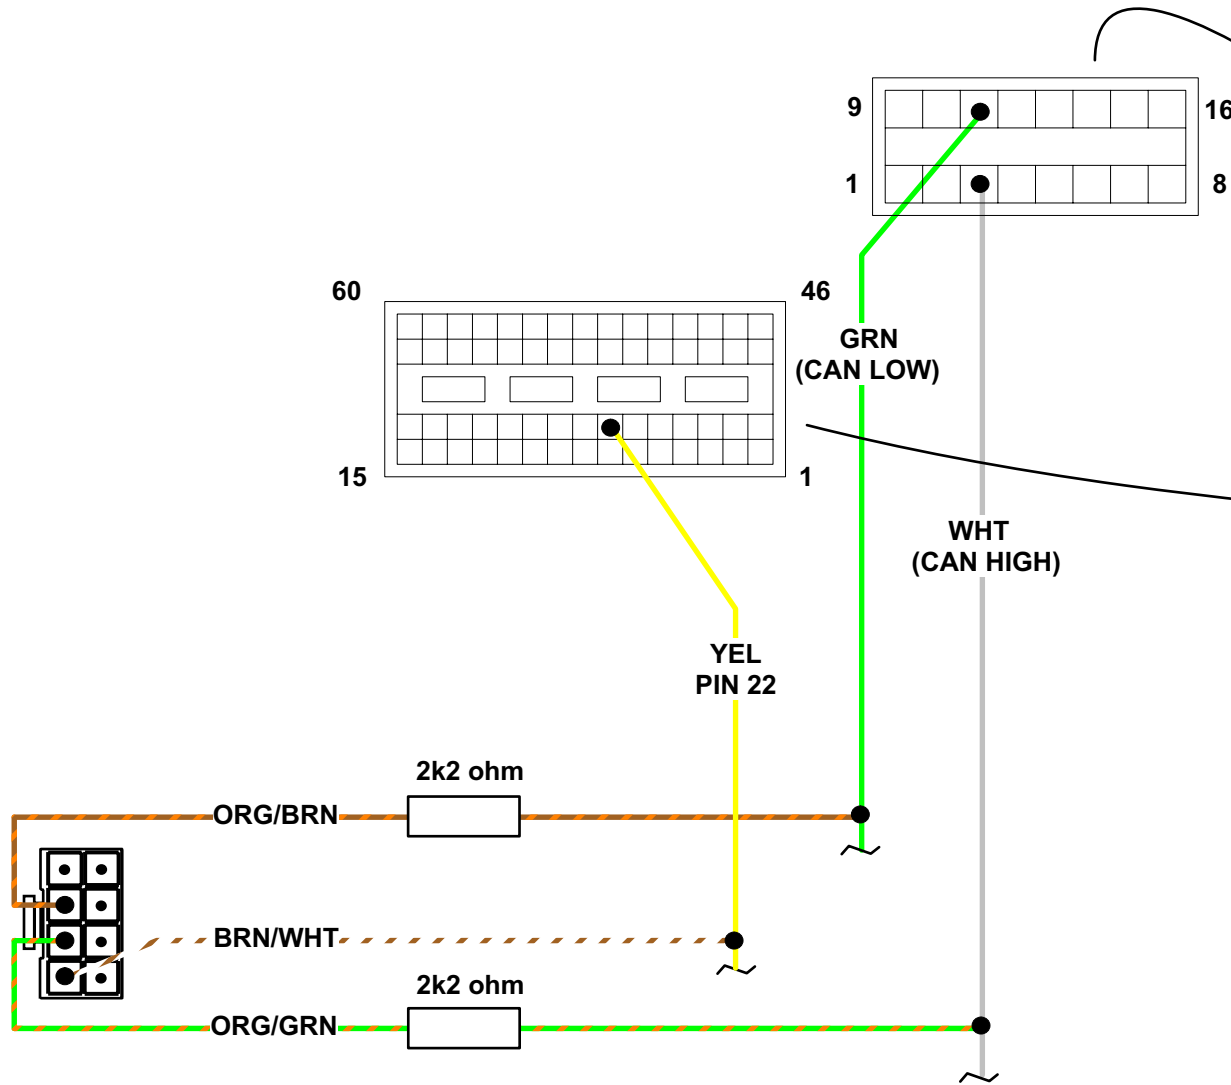 9
16
1
8
60
46
GRN
(CAN LOW)
15
1
WHT
(CAN HIGH)
YEL
PIN 22
2k2 ohm
ORG/BRN
BRN/WHT
2k2 ohm
ORG/GRN